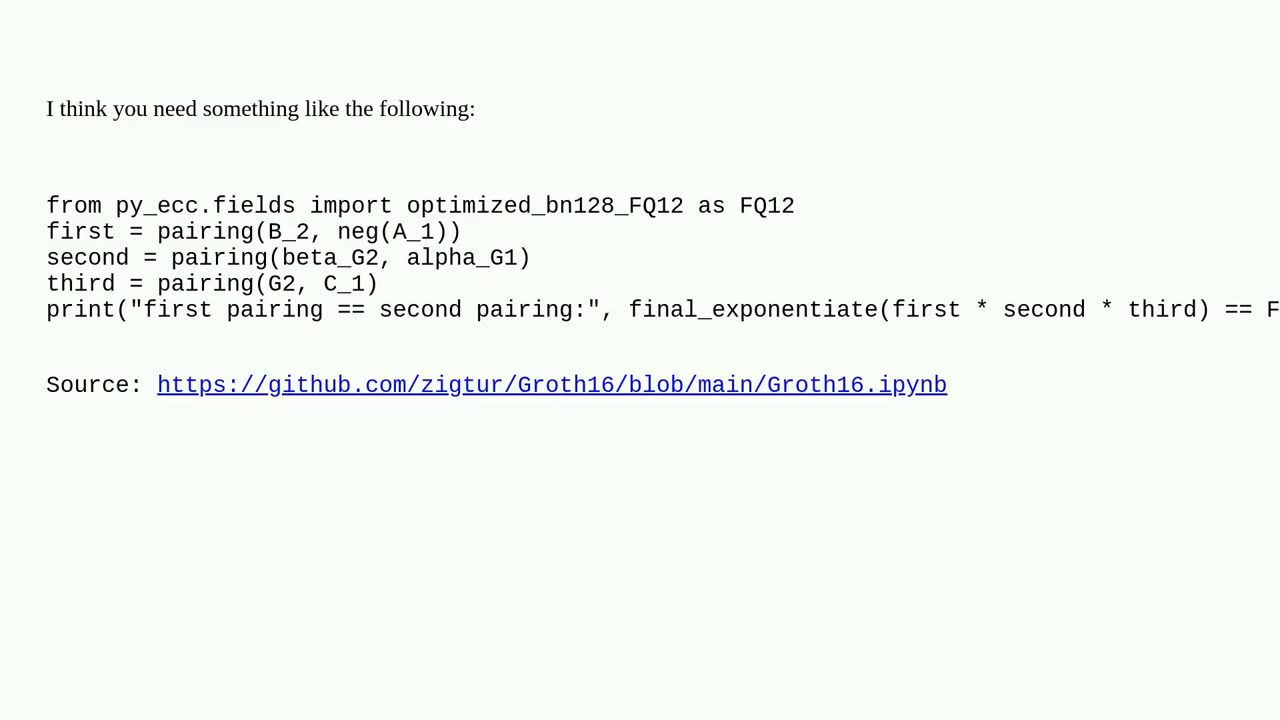 I think you need something like the following:
from py_ecc.fields import optimized_bn128_FQ12 as FQ12
first = pairing(B_2, neg(A_1))
second = pairing(beta_G2, alpha_G1)
third = pairing(G2, C_1)
print("first pairing == second pairing:", final_exponentiate(first * second * third) == F
Source: https://github.com/zigtur/Groth16/blob/main/Groth16.ipynb